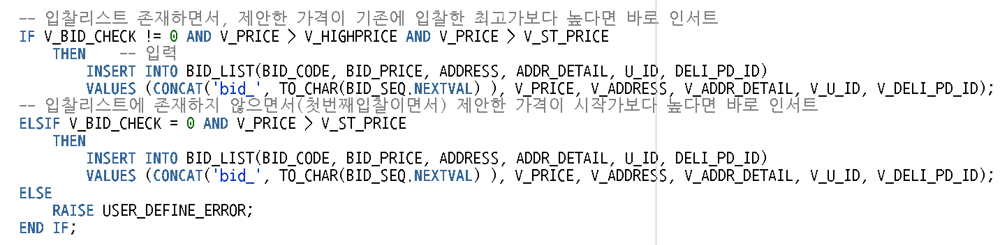 -- 입찰리스트 존재하면서, 제안한 가격이 기존에 입찰한 최고가보다 높다면 바로 인서트
IF V_BID_CHECK != 0 AND V_PRICE > V_HIGHPRICE AND V_PRICE > V_ST_PRICE
THEN -- 입력
INSERT INTO BID_LIST(BID_CODE, BID_PRICE, ADDRESS, ADDR_DETAIL, U_ID, DELI_PD_ID)
VALUES (CONCAT('bid_', TO_CHAR(BID_SEQ.NEXTVAL) ), V_PRICE, V_ADDRESS, V_ADDR_DETAIL, V_U_ID, V_DELI_PD_ID);
-- 입찰리스트에 존재하지 않으면서(첫번째입찰이면서) 제안한 가격이 시작가보다 높다면 바로 인서트
ELSIF V_BID_CHECK = 0 AND V_PRICE > V_ST_PRICE
THEN
INSERT INTO BID_LIST(BID_CODE, BID_PRICE, ADDRESS, ADDR_DETAIL, U_ID, DELI_PD_ID)
VALUES (CONCAT('bid_', TO_CHAR(BID_SEQ.NEXTVAL) ), V_PRICE, V_ADDRESS, V_ADDR_DETAIL, V_U_ID, V_DELI_PD_ID);
ELSE
RAISE USER_DEFINE_ERROR;
END IF;